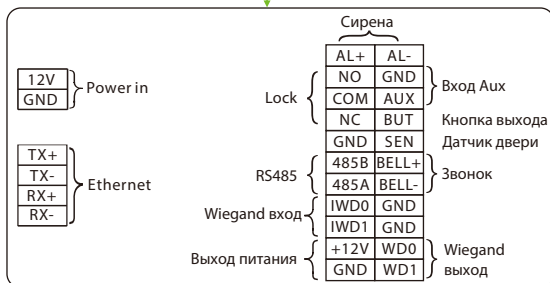 Сирена
AL+ AL-
12V
GND
Power in
Lock
NO GND
COM AUX
Вход Aux
NC BUT Кнопка выхода
GND SEN Датчик двери
TX+
TX-
RX+
RX-
Ethernet
RS485
485B BELL+
485A BELL-
Звонок
Wiegand вход
IWD0 GND
IWD1 GND
Выход питания
+12V WD0
GND WD1
Wiegand
выход